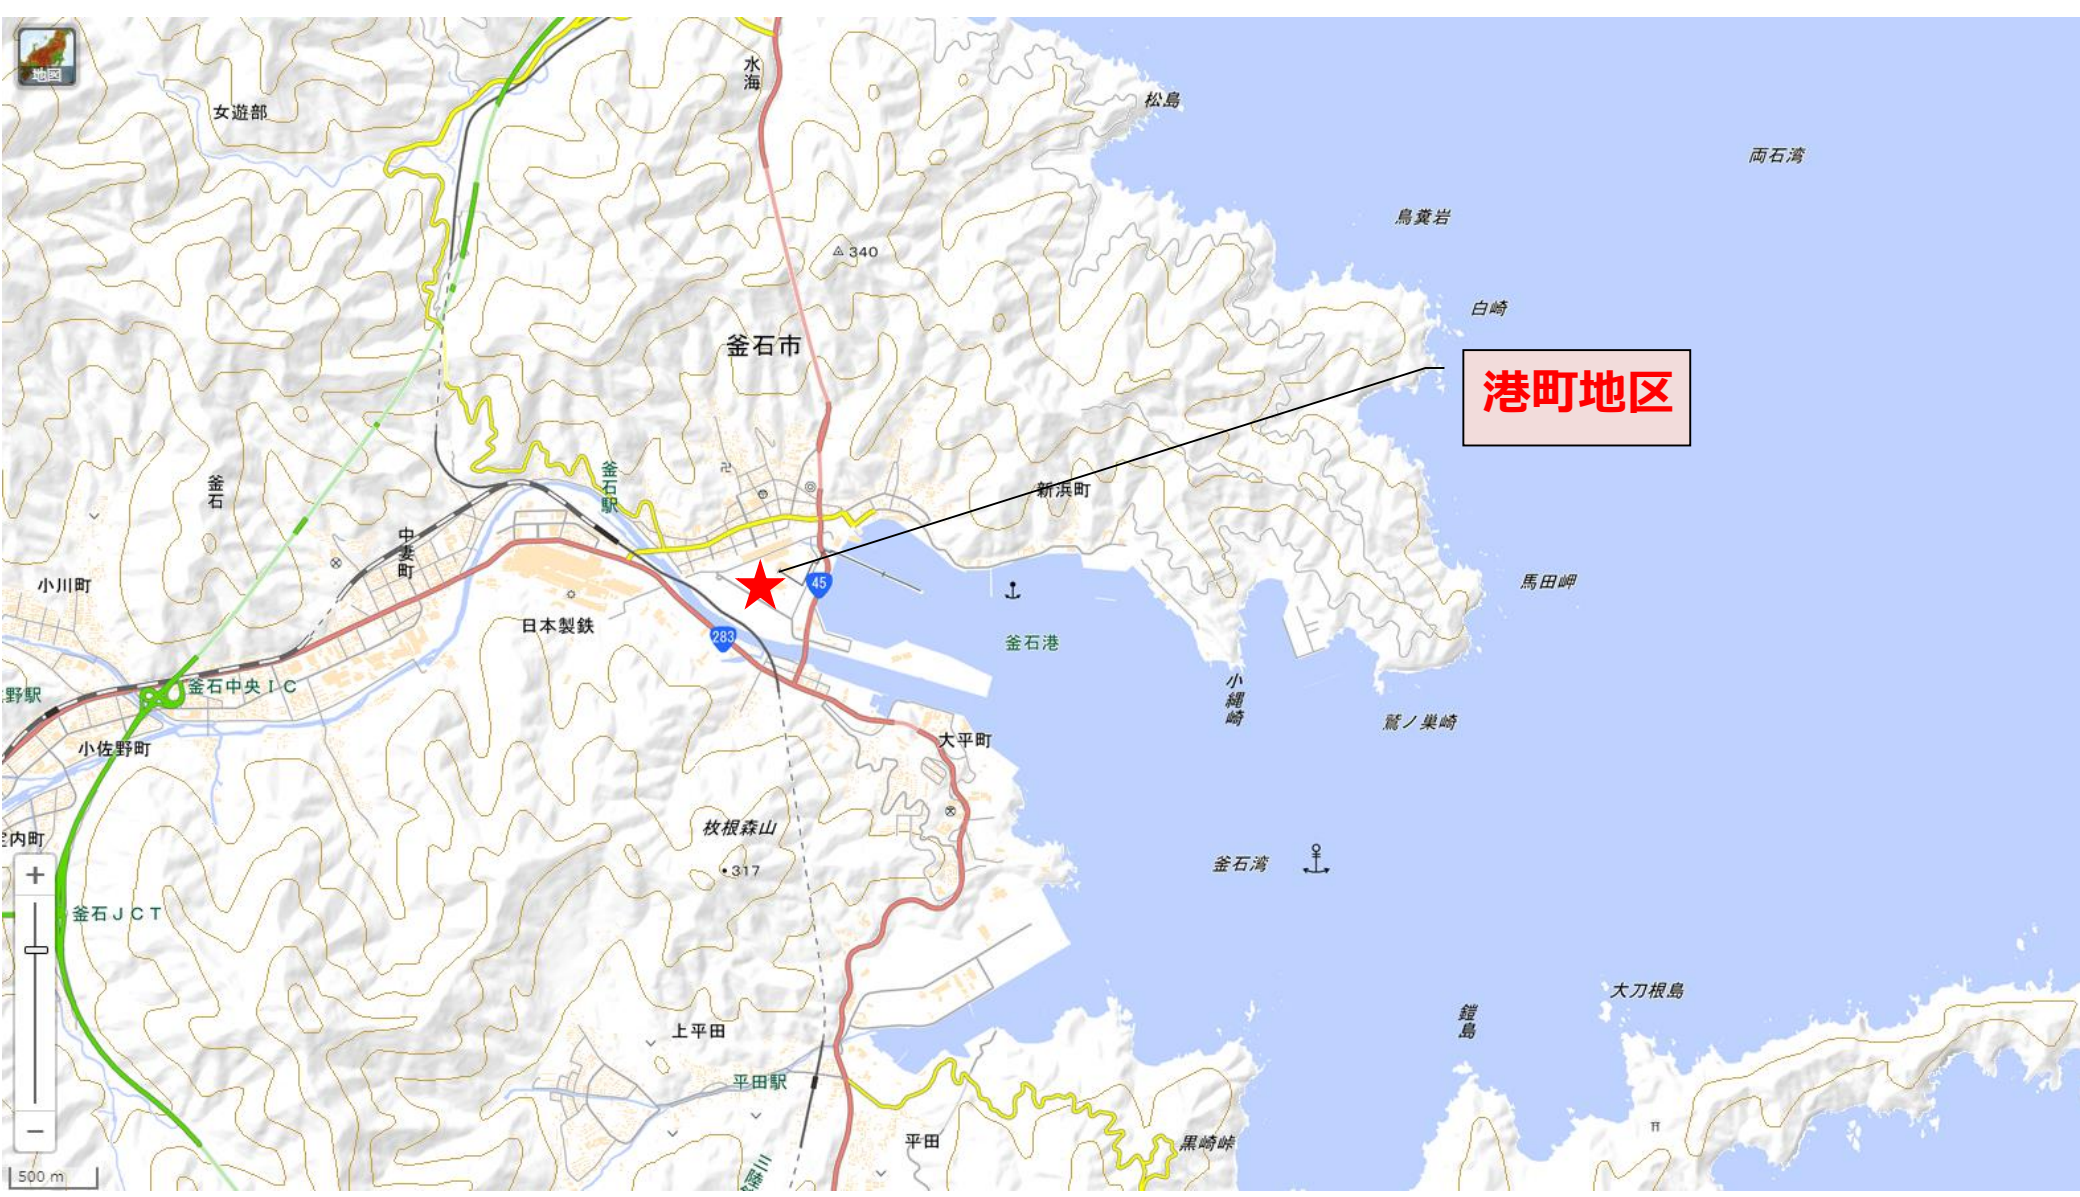 地図
女遊部
水海
松島
両石湾
鳥糞岩
340
白崎
釜石市
港町地区
釜石
釜石駅
新浜町
中妻町
小川町
45
馬田岬
日本製鉄
283
釜石港
釜石中央IC
野駅
小縄崎
鷲ノ巣崎
小佐野町
大平町
枚根森山
内町
317
釜石湾
+
釜石JCT
大刀根島
鎧島
上平田
平田駅
−
平田
黒崎峠
500 m